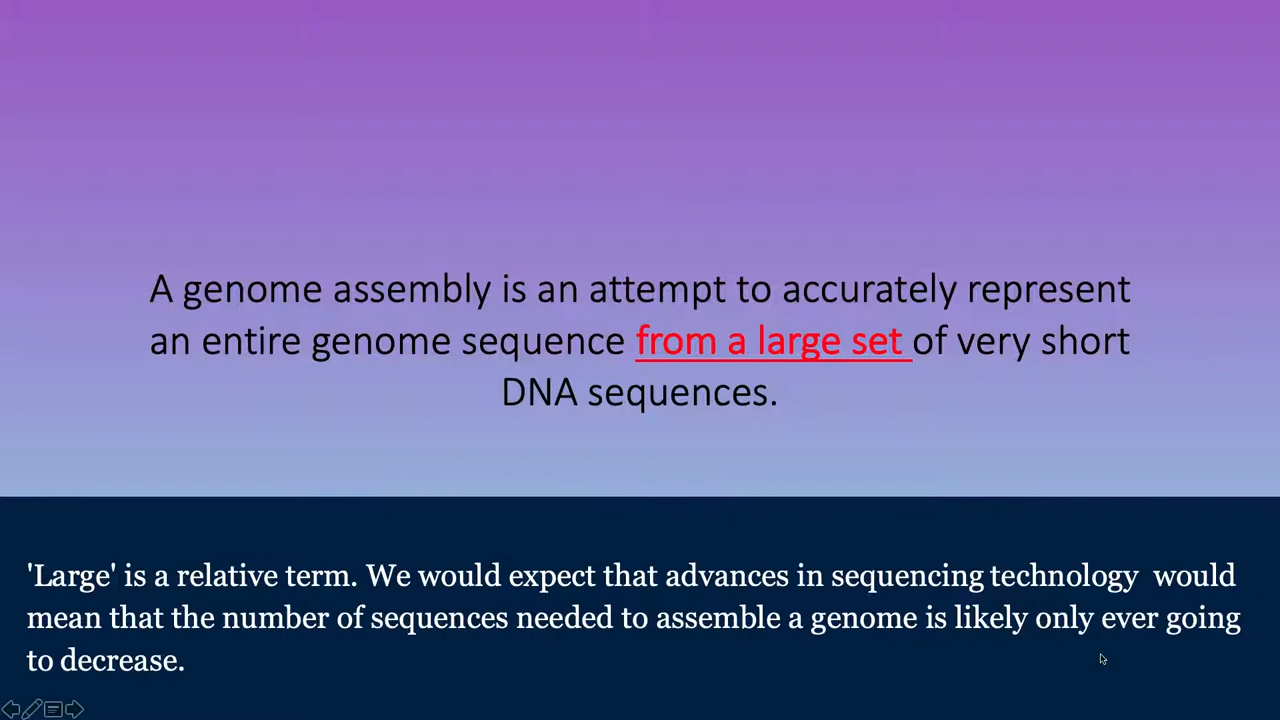 A genome assembly is an attempt to accurately represent
an entire genome sequence from a large set of very short
DNA sequences.
'Large' is a relative term. We would expect that advances in sequencing technology would
mean that the number of sequences needed to assemble a genome is likely only ever going
to decrease.